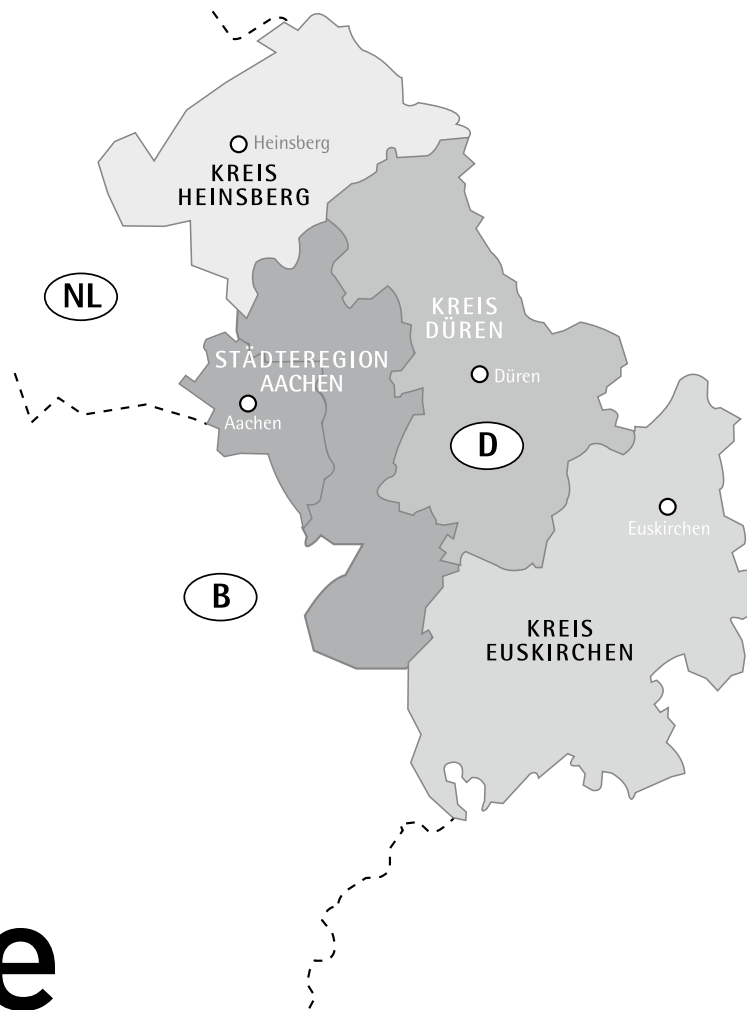 Heinsberg
KREIS
HEINSBERG
NL
KREIS
DÜREN
STÄDTEREGION
AACHEN
Düren
Aachen
D
Euskirchen
B
KREIS
EUSKIRCHEN
e